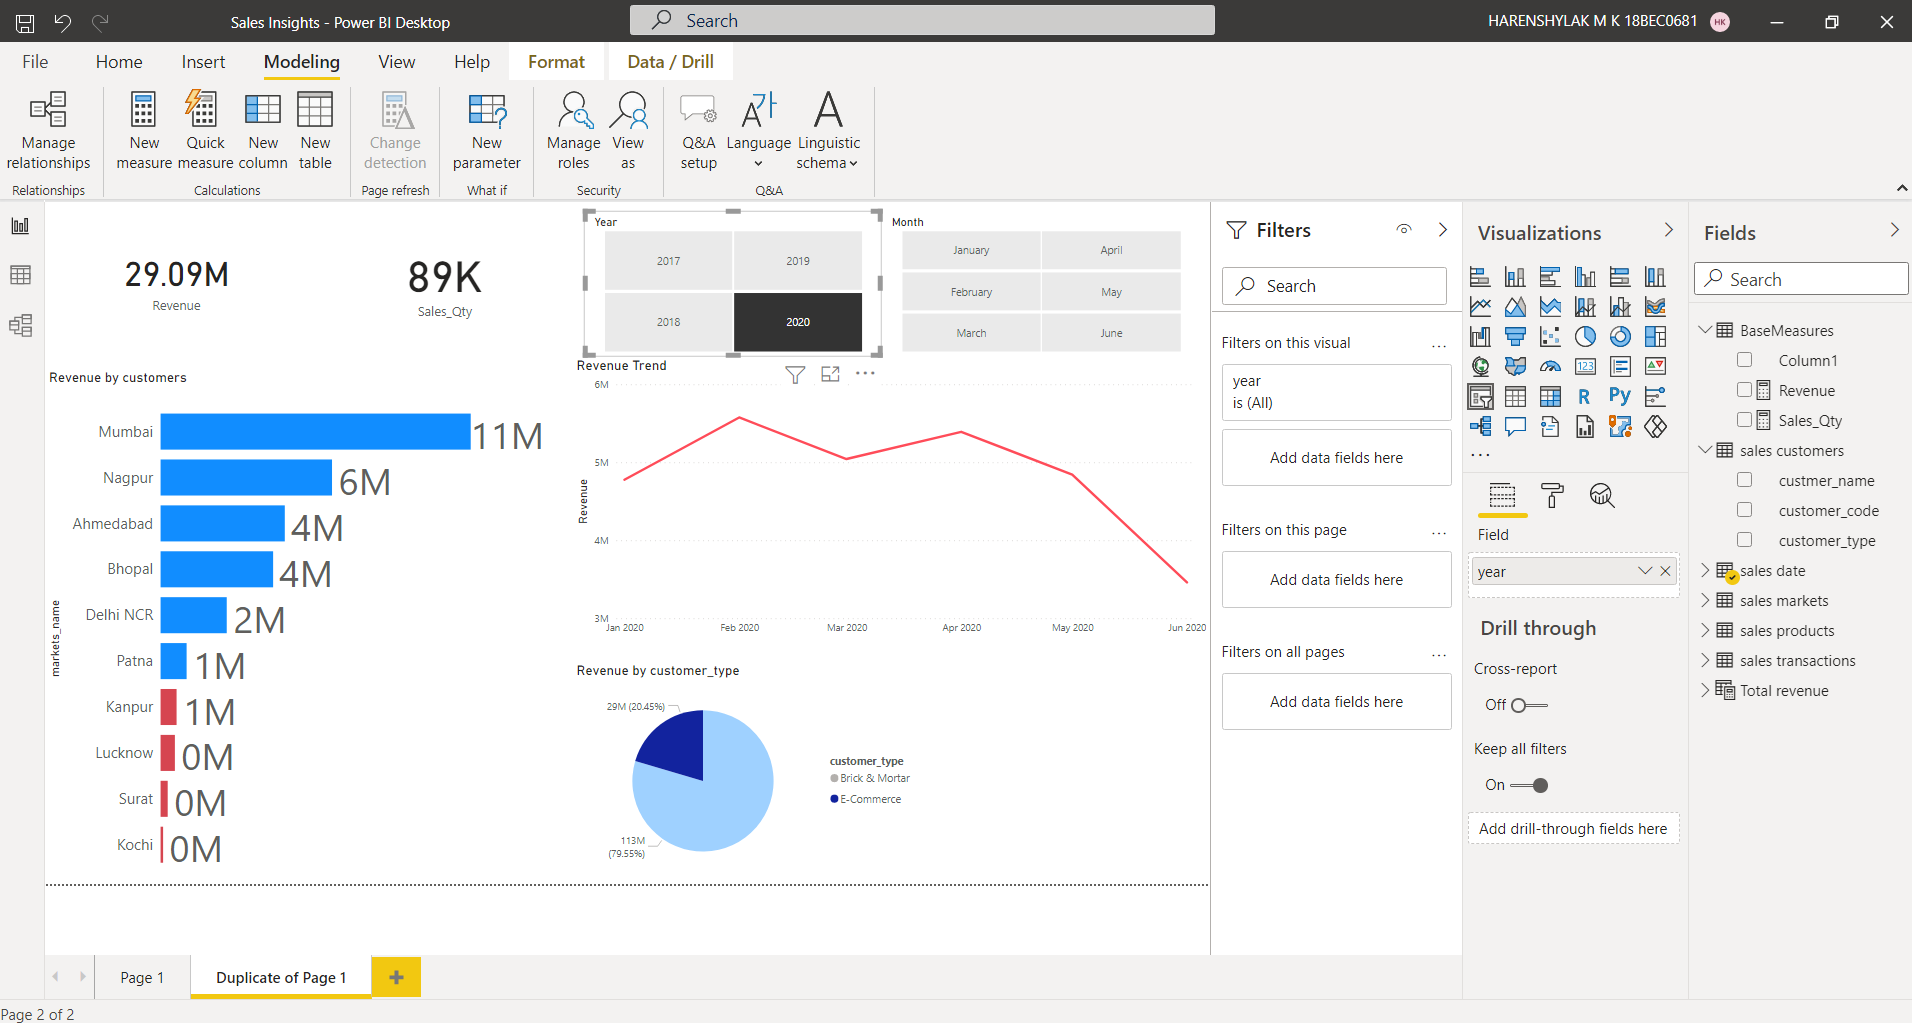 Sales Insights - Power BI Desktop
Search
HARENSHYLAK M K 18BEC0681
HK
File
Home
Insert
Modeling
View
Help
Format
Data / Drill
Manage
relationships
New
measure
Quick
measure
New
column
New
table
Change
detection
New
parameter
Manage
roles
View
as
Q&A
setup
Language
Linguistic
schema
Relationships
Calculations
Page refresh
What if
Security
Q&A
29.09M
Revenue
89K
Sales_Qty
Year
2017
2019
2018
2020
Month
January
April
February
May
March
June
Revenue by customers
markets_name
Mumbai
11M
Nagpur
6M
Ahmedabad
4M
Bhopal
4M
Delhi NCR
2M
Patna
1M
Kanpur
1M
Lucknow
0M
Surat
0M
Kochi
0M
Revenue Trend
Revenue
6M
5M
4M
3M
Jan 2020
Feb 2020
Mar 2020
Apr 2020
May 2020
Jun 2020
Revenue by customer_type
29M (20.45%)
113M
(79.55%)
customer_type
Brick & Mortar
E-Commerce
Filters
Search
Filters on this visual
...
year
is (All)
Add data fields here
Filters on this page
...
Add data fields here
Filters on all pages
...
Add data fields here
Visualizations
123
R
Py
...
Field
year
Drill through
Cross-report
Off
Keep all filters
On
Add drill-through fields here
Fields
Search
BaseMeasures
Column1
Revenue
Sales_Qty
sales customers
custmer_name
customer_code
customer_type
sales date
sales markets
sales products
sales transactions
Total revenue
Page 1
Duplicate of Page 1
+
Page 2 of 2